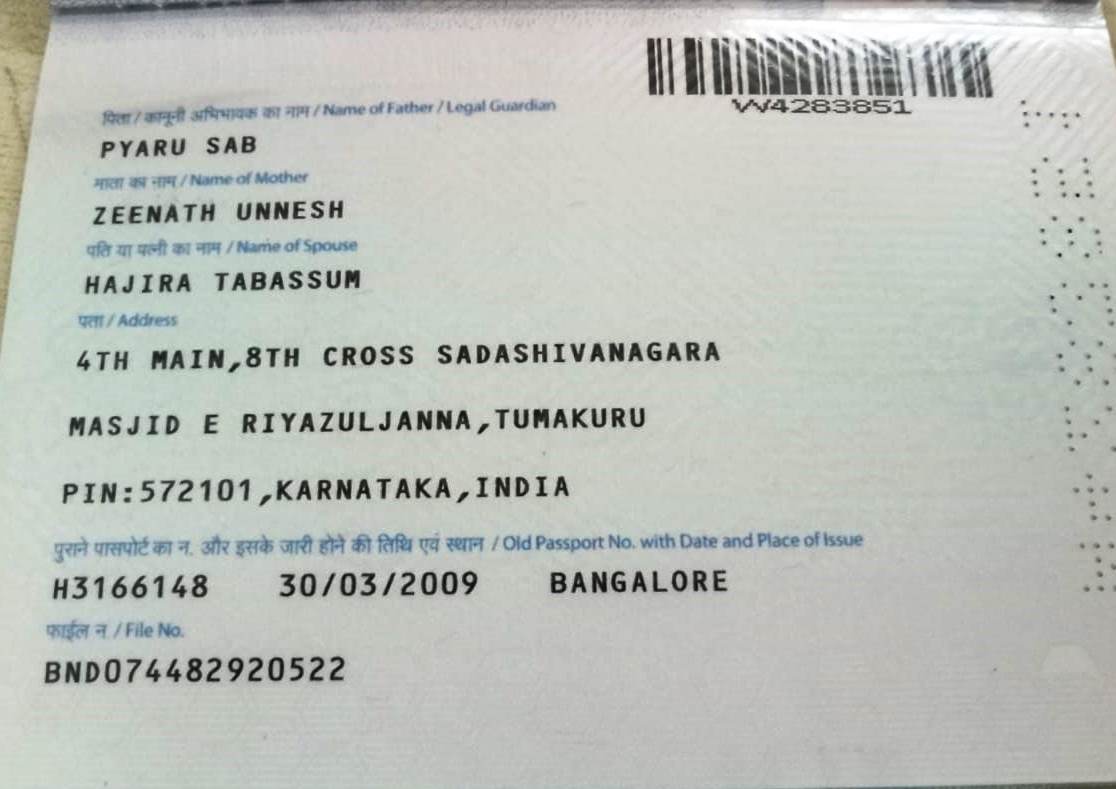 VV4283851
पिता / कानूनी अभिभावक का नाम / Name of Father / Legal Guardian
PYARU SAB
माता का नाम / Name of Mother
ZEENATH UNNESH
पति या पत्नी का नाम / Name of Spouse
HAJIRA TABASSUM
पता / Address
4TH MAIN,8TH CROSS SADASHIVANAGARA
MASJID E RIYAZULJANNA,TUMAKURU
PIN:572101,KARNATAKA,INDIA
पुराने पासपोर्ट का न. और इसके जारी होने की तिथि एवं स्थान / Old Passport No. with Date and Place of Issue
H3166148 30/03/2009 BANGALORE
फाईल न / File No.
BND074482920522